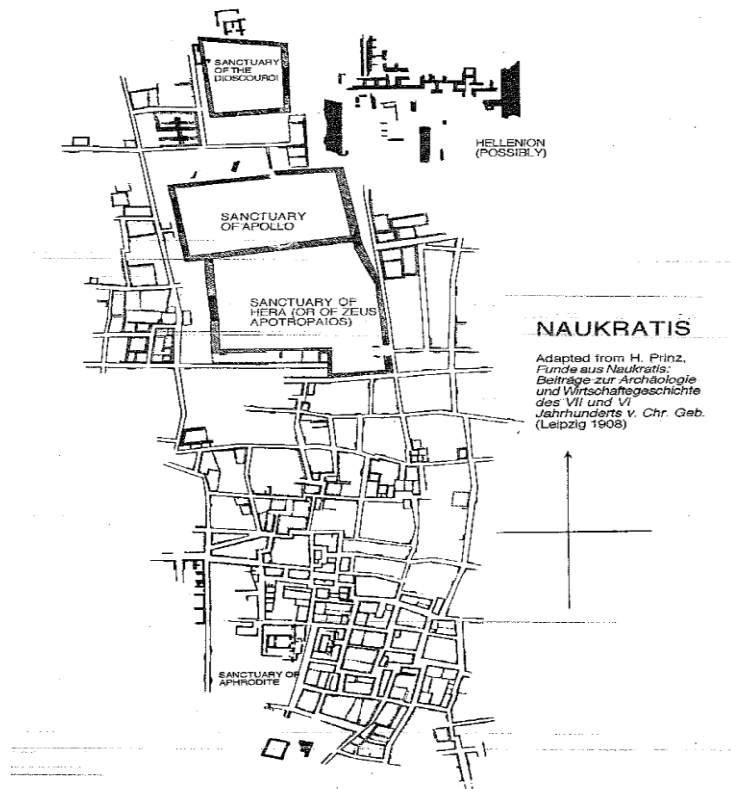 SANCTUARY
OF THE
DIOSCOUROI
HELLENION
(POSSIBLY)
SANCTUARY
OF APOLLO
SANCTUARY OF
HERA (OR OF ZEUS
APOTROPAIOS)
NAUKRATIS
Adapted from H. Prinz,
Funde aus Naukratis:
Beiträge zur Archäologie
und Wirtschaftegeschichte
des VII und VI
Jahrhunderts v. Chr. Geb.
(Leipzig 1908)
SANCTUARY OF
APHRODITE